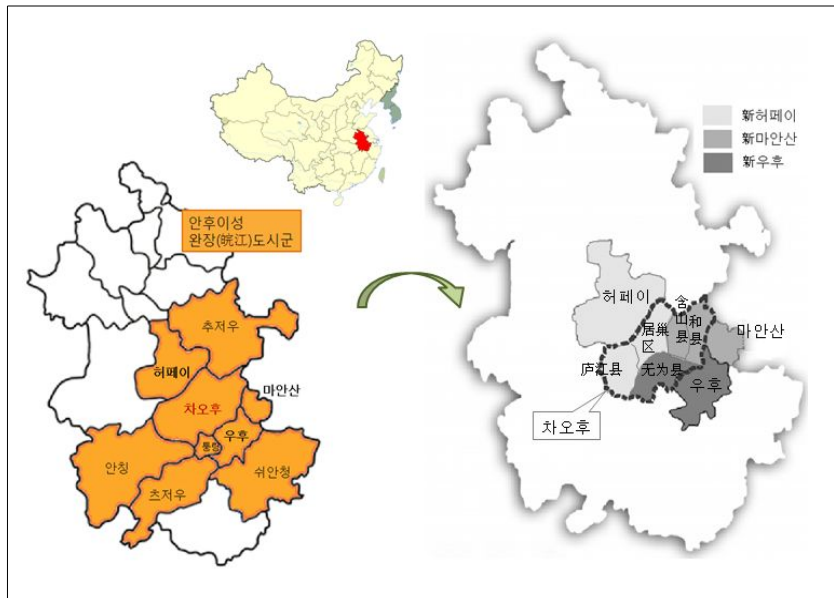 안후이성
완장(皖江)도시군
추저우
허페이
마안산
차오후
우후
통링
안칭
쉬안청
츠저우
新허페이
新마안산
新우후
허페이
含山县
和县
마안산
居巢区
庐江县
无为县
우후
차오후